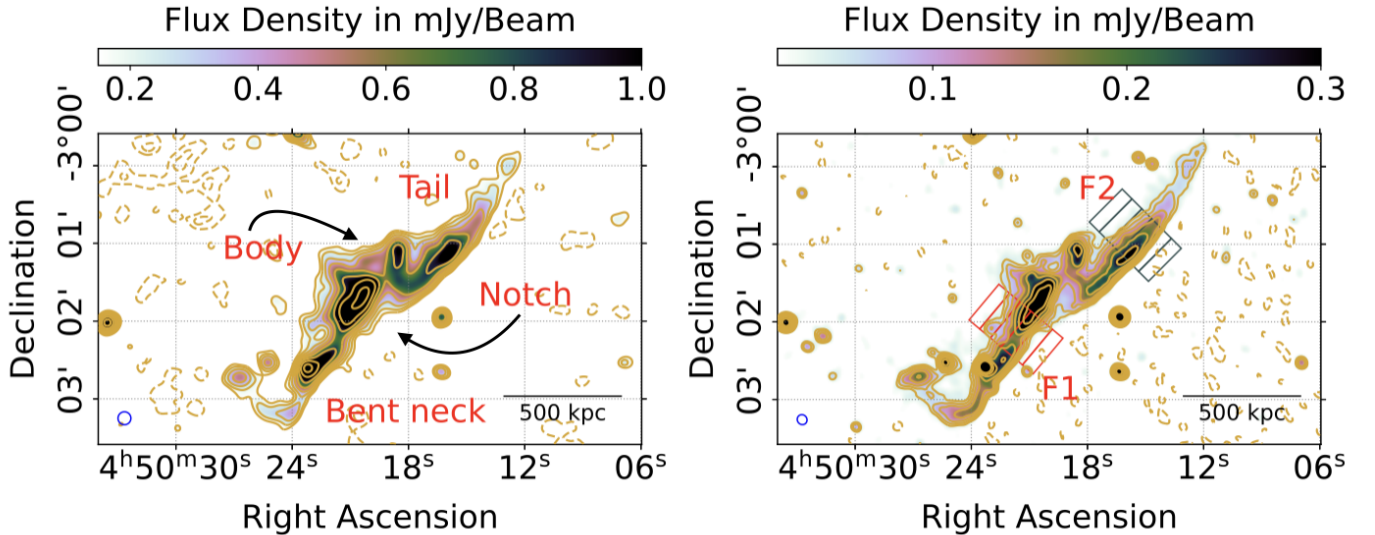 Flux Density in mJy/Beam
0.2 0.4 0.6 0.8 1.0
-3°00'
01'
02'
03'
Declination
Tail
Body
Notch
Bent neck
500 kpc
4ʰ50ᵐ30ˢ 24ˢ 18ˢ 12ˢ 06ˢ
Right Ascension
Flux Density in mJy/Beam
0.1 0.2 0.3
-3°00'
01'
02'
03'
Declination
F2
F1
500 kpc
4ʰ50ᵐ30ˢ 24ˢ 18ˢ 12ˢ 06ˢ
Right Ascension